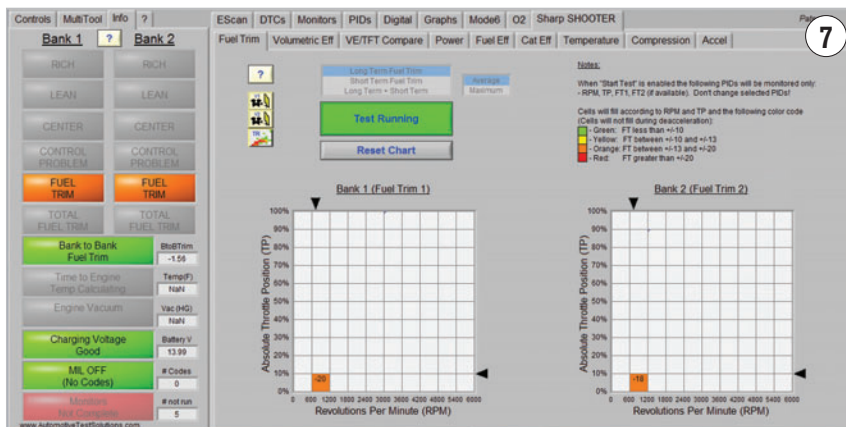 Controls MultiTool Info ?
EScan DTCs Monitors PIDs Digital Graphs Mode6 O2 Sharp SHOOTER
7
Bank 1 ? Bank 2
RICH RICH
LEAN LEAN
CENTER CENTER
CONTROL PROBLEM CONTROL PROBLEM
FUEL TRIM FUEL TRIM
TOTAL FUEL TRIM TOTAL FUEL TRIM
Bank to Bank Fuel Trim
BtoBTrim
-1.56
Time to Engine Temp Calculating
Temp(F)
NaN
Engine Vacuum
Vac (HG)
NaN
Charging Voltage Good
Battery V
13.99
MIL OFF (No Codes)
# Codes
0
Monitors Not Complete
# not run
5
www.AutomotiveTestSolutions.com
Fuel Trim Volumetric Eff VE/TFT Compare Power Fuel Eff Cat Eff Temperature Compression Accel
?
Long Term Fuel Trim
Short Term Fuel Trim
Long Term + Short Term
Average
Maximum
Test Running
Reset Chart
Notes:
When "Start Test" is enabled the following PIDs will be monitored only:
- RPM, TP, FT1, FT2 (if available). Don't change selected PIDs!
Cells will fill according to RPM and TP and the following color code
(Cells will not fill during deacceleration):
- Green: FT less than +/-10
- Yellow: FT between +/-10 and +/-13
- Orange: FT between +/-13 and +/-20
- Red: FT greater than +/-20
Bank 1 (Fuel Trim 1)
Absolute Throttle Position (TP)
100%
90%
80%
70%
60%
50%
40%
30%
20%
10%
0%
-20
0 600 1200 1800 2400 3000 3600 4200 4800 5400 6000
Revolutions Per Minute (RPM)
Bank 2 (Fuel Trim 2)
Absolute Throttle Position (TP)
100%
90%
80%
70%
60%
50%
40%
30%
20%
10%
0%
-18
0 600 1200 1800 2400 3000 3600 4200 4800 5400 6000
Revolutions Per Minute (RPM)